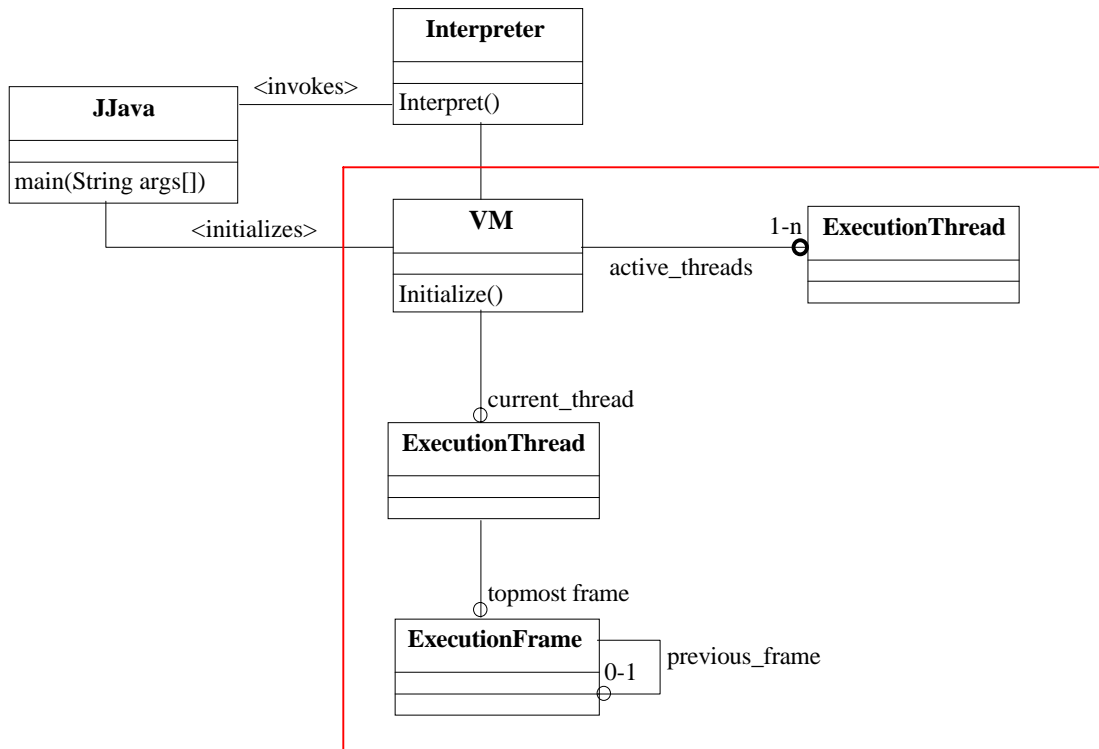 Interpreter
Interpret()
<invokes>
JJava
main(String args[])
<initializes>
VM
Initialize()
1-n
active_threads
ExecutionThread
current_thread
ExecutionThread
topmost frame
ExecutionFrame
0-1
previous_frame